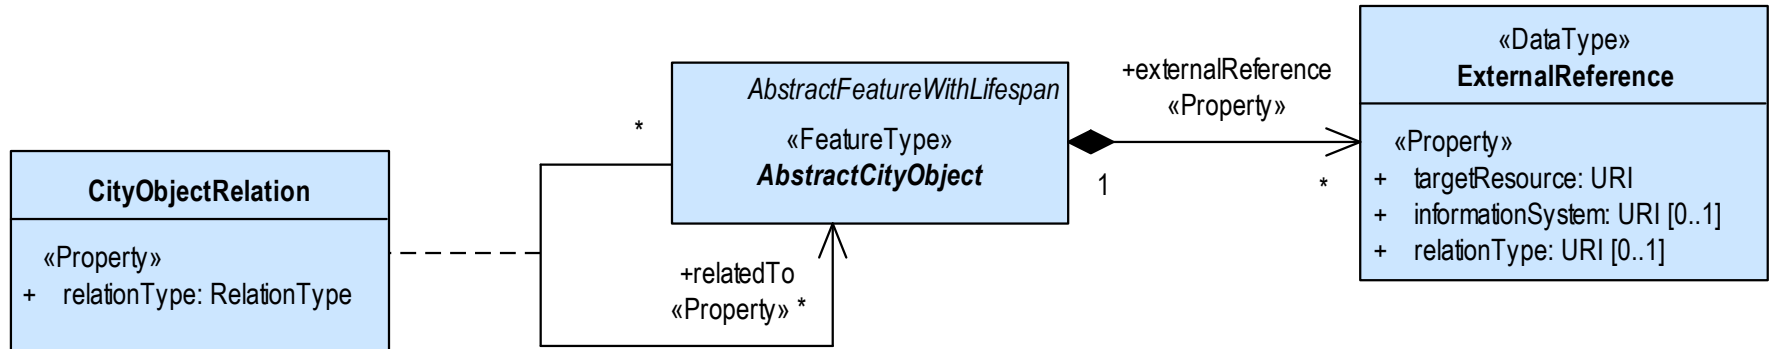 CityObjectRelation
«Property»
+ relationType: RelationType
*
AbstractFeatureWithLifespan
«FeatureType»
AbstractCityObject
+relatedTo
«Property» *
+externalReference
«Property»
1
*
«DataType»
ExternalReference
«Property»
+ targetResource: URI
+ informationSystem: URI [0..1]
+ relationType: URI [0..1]